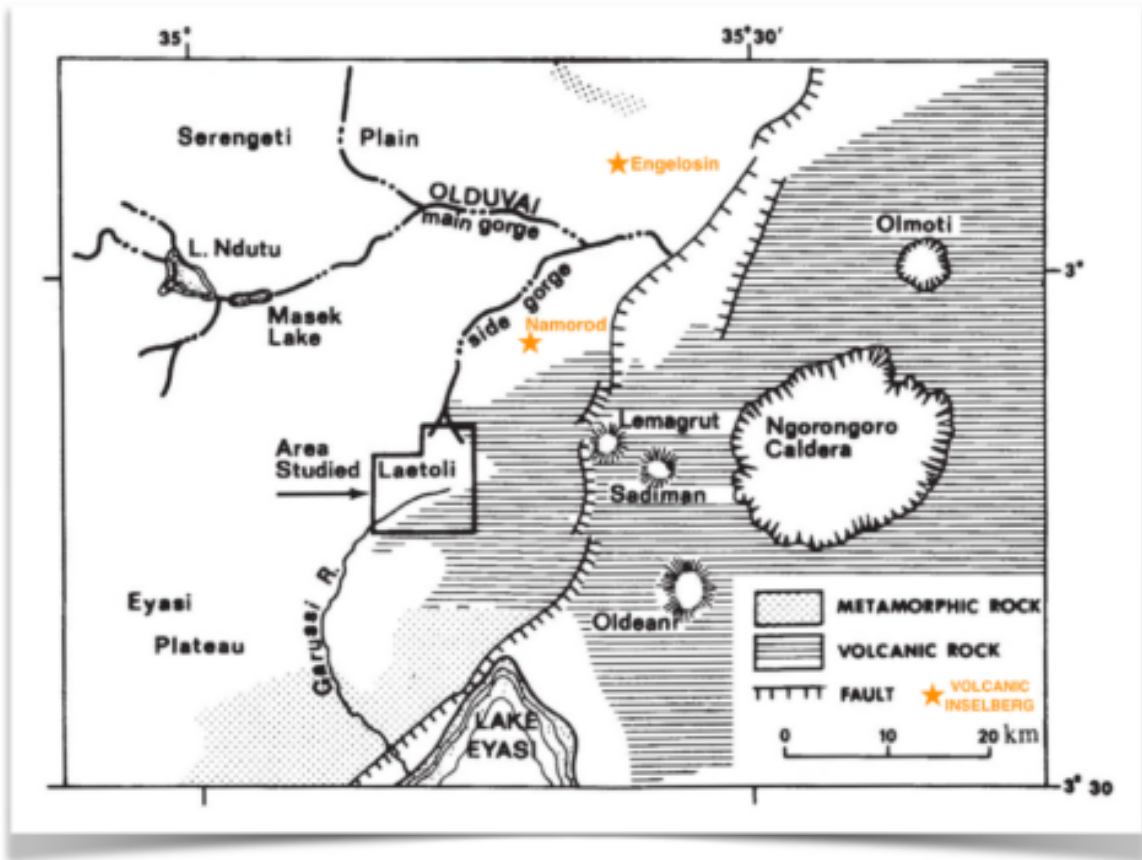 35°
35°30'
Serengeti Plain
Engelosin
OLDUVAI
main gorge
Olmoti
L. Ndutu
3°
side gorge
Masek
Lake
Namorod
Lemagrut
Ngorongoro
Caldera
Area
Studied
Laetoli
Sadiman
Garussi R.
Eyasi
Plateau
Oldeani
METAMORPHIC ROCK
VOLCANIC ROCK
FAULT
VOLCANIC
INSELBERG
LAKE
EYASI
0 10 20 km
3° 30